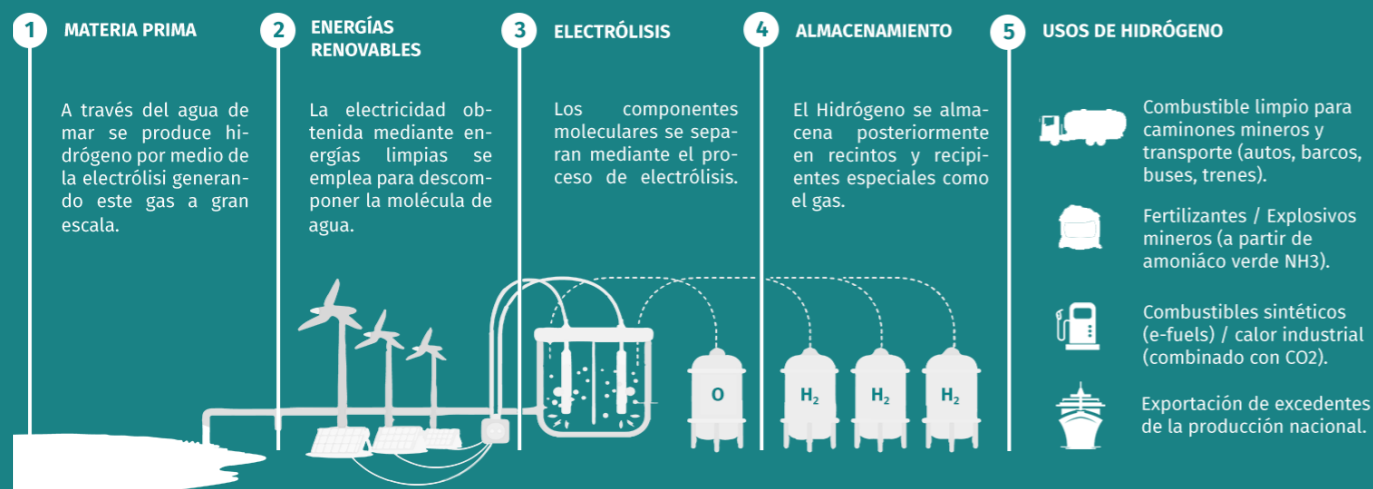 1 MATERIA PRIMA
A través del agua de
mar se produce hi-
drógeno por medio de
la electrólisi generan-
do este gas a gran
escala.
2 ENERGÍAS
RENOVABLES
La electricidad ob-
tenida mediante en-
ergías limpias se
emplea para descom-
poner la molécula de
agua.
3 ELECTRÓLISIS
Los componentes
moleculares se sepa-
ran mediante el pro-
ceso de electrólisis.
4 ALMACENAMIENTO
El Hidrógeno se alma-
cena posteriormente
en recintos y recipi-
entes especiales como
el gas.
5 USOS DE HIDRÓGENO
Combustible limpio para
caminones mineros y
transporte (autos, barcos,
buses, trenes).
Fertilizantes / Explosivos
mineros (a partir de
amoniáco verde NH3).
Combustibles sintéticos
(e-fuels) / calor industrial
(combinado con CO2).
Exportación de excedentes
de la producción nacional.
O H₂ H₂ H₂